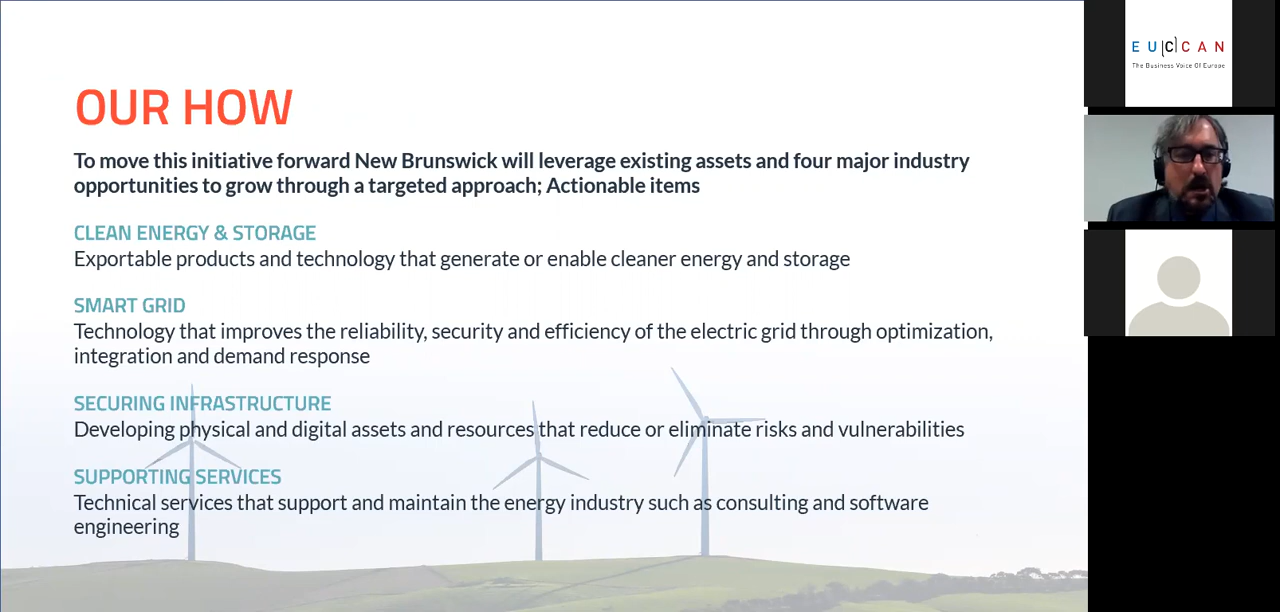 OUR HOW
To move this initiative forward New Brunswick will leverage existing assets and four major industry
opportunities to grow through a targeted approach; Actionable items
CLEAN ENERGY & STORAGE
Exportable products and technology that generate or enable cleaner energy and storage
SMART GRID
Technology that improves the reliability, security and efficiency of the electric grid through optimization,
integration and demand response
SECURING INFRASTRUCTURE
Developing physical and digital assets and resources that reduce or eliminate risks and vulnerabilities
SUPPORTING SERVICES
Technical services that support and maintain the energy industry such as consulting and software
engineering
EUCCAN
The Business Voice Of Europe